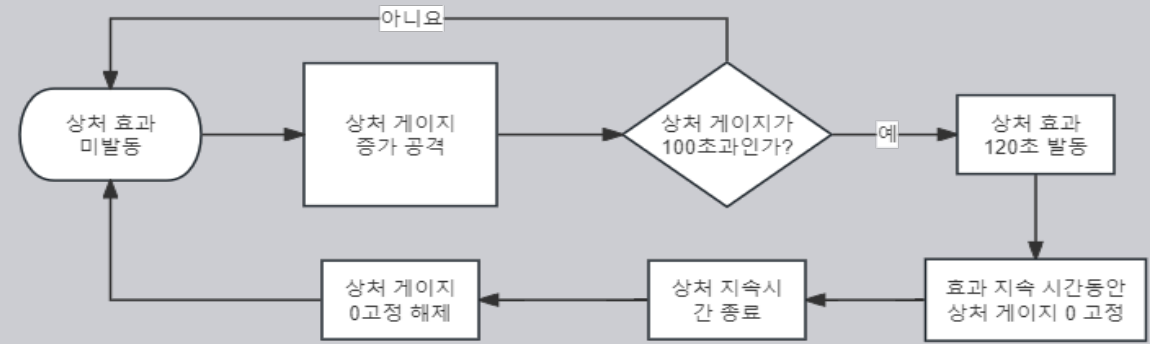 아니요
상처 효과
미발동
상처 게이지
증가 공격
상처 게이지가
100초과인가?
예
상처 효과
120초 발동
효과 지속 시간동안
상처 게이지 0 고정
상처 지속시
간 종료
상처 게이지
0고정 해제